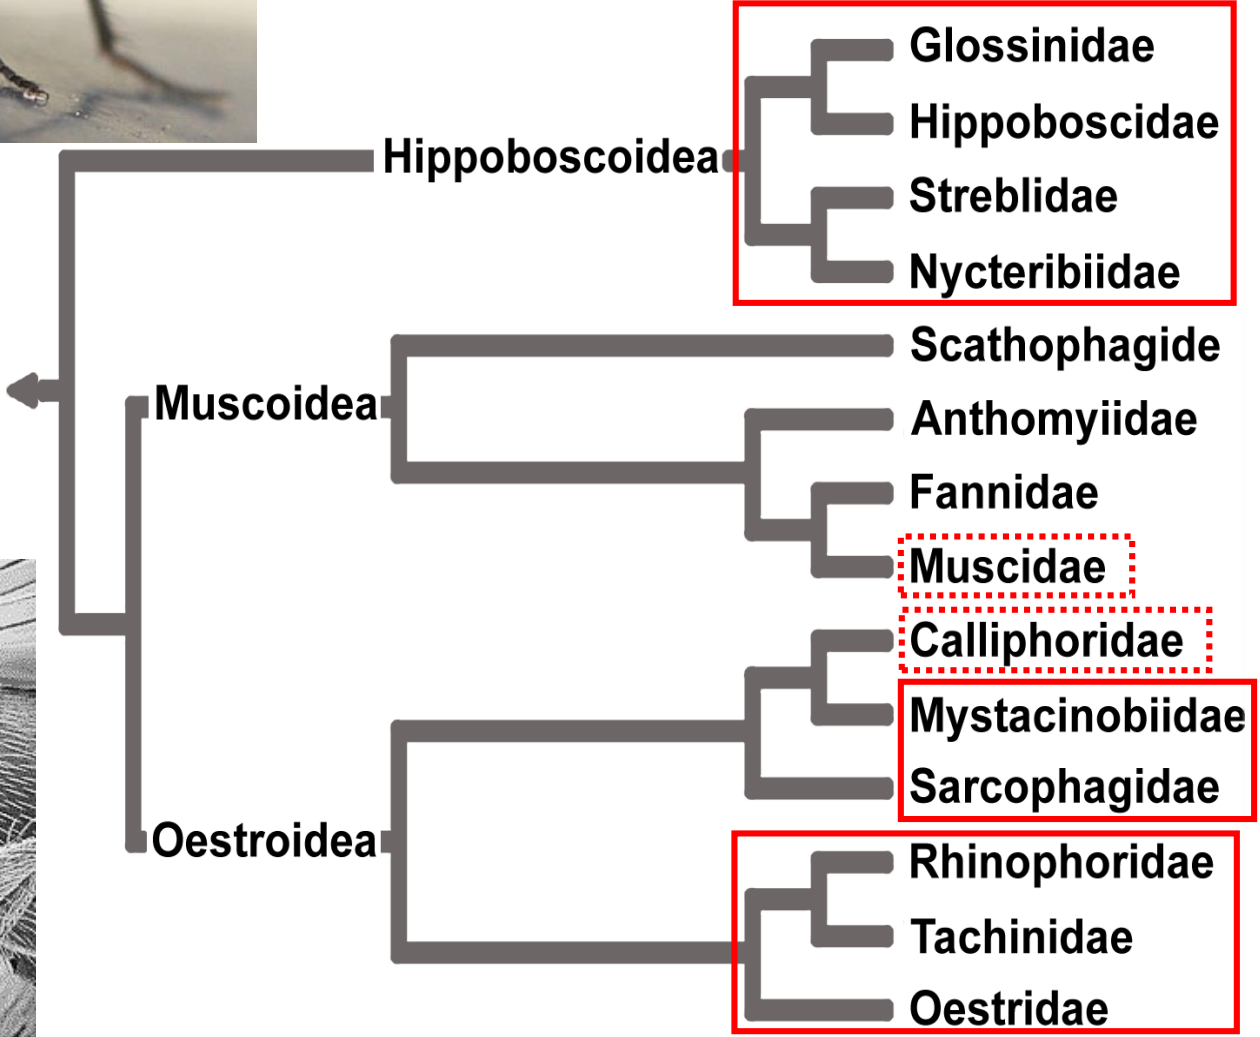 Glossinidae
Hippoboscidae
Hippoboscoidea
Streblidae
Nycteribiidae
Scathophagide
Muscoidea
Anthomyiidae
Fannidae
Muscidae
Calliphoridae
Mystacinobiidae
Sarcophagidae
Oestroidea
Rhinophoridae
Tachinidae
Oestridae